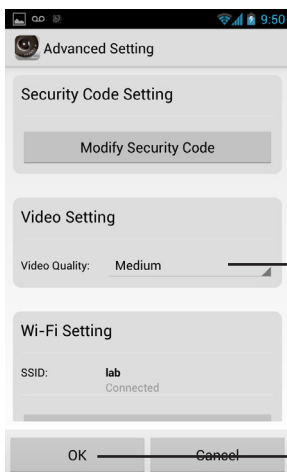 9:50
Advanced Setting
Security Code Setting
Modify Security Code
Video Setting
Video Quality: Medium
Wi-Fi Setting
SSID: lab
Connected
OK Cancel